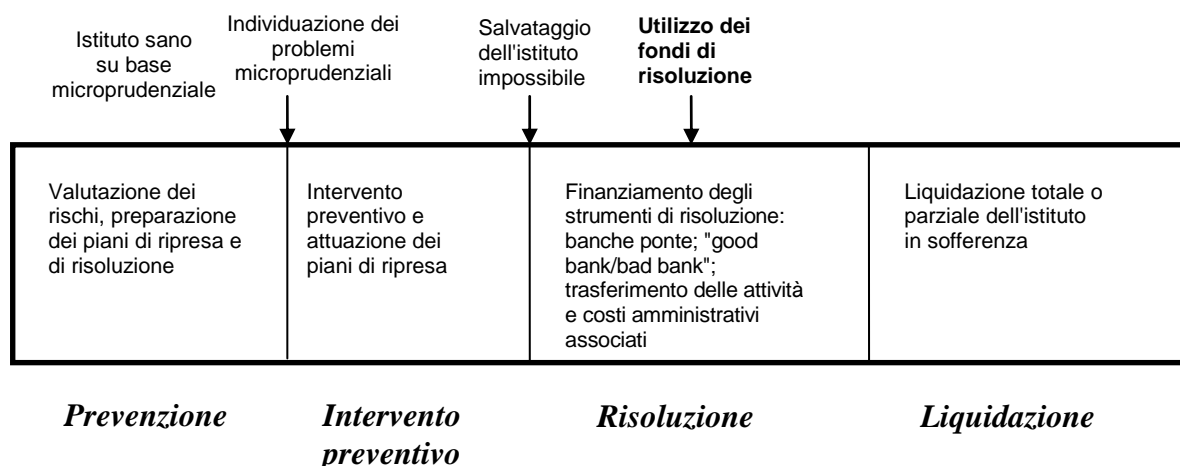 Istituto sano
su base
microprudenziale
Individuazione dei
problemi
microprudenziali
Salvataggio
dell'istituto
impossibile
Utilizzo dei
fondi di
risoluzione
Valutazione dei
rischi, preparazione
dei piani di ripresa e
di risoluzione
Intervento
preventivo e
attuazione dei
piani di ripresa
Finanziamento degli
strumenti di risoluzione:
banche ponte; "good
bank/bad bank";
trasferimento delle attività
e costi amministrativi
associati
Liquidazione totale o
parziale dell'istituto
in sofferenza
Prevenzione
Intervento
preventivo
Risoluzione
Liquidazione